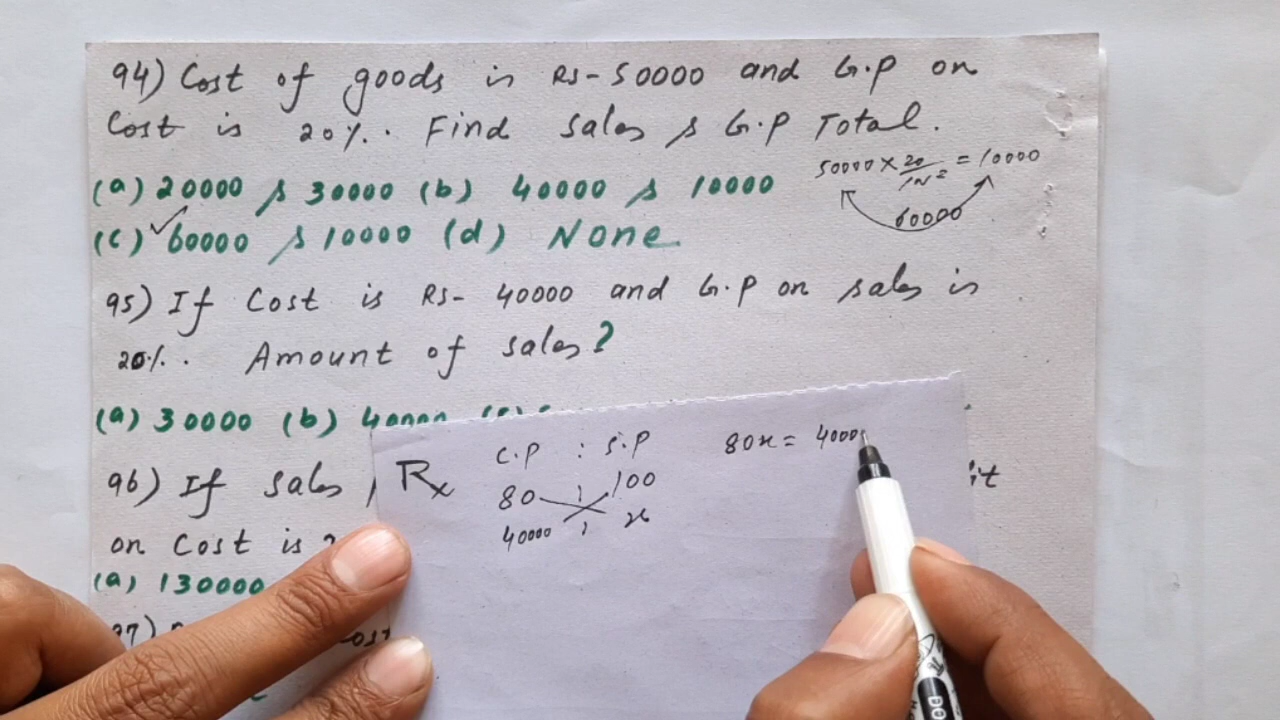 94) Cost of goods is Rs-50000 and G.P on
Cost is 20%. Find sales & G.P Total.
50000 × 20/100 = 10000
60000
(a) 20000 & 30000 (b) 40000 & 10000
(c) 60000 & 10000 (d) None
95) If Cost is Rs- 40000 and G.P on sales is
20%. Amount of sales?
(a) 30000 (b) 40000
96) If sales
on Cost is
(a) 130000
97)
Rx
C.P : S.P
80 : 100
40000 : x
80x = 4000